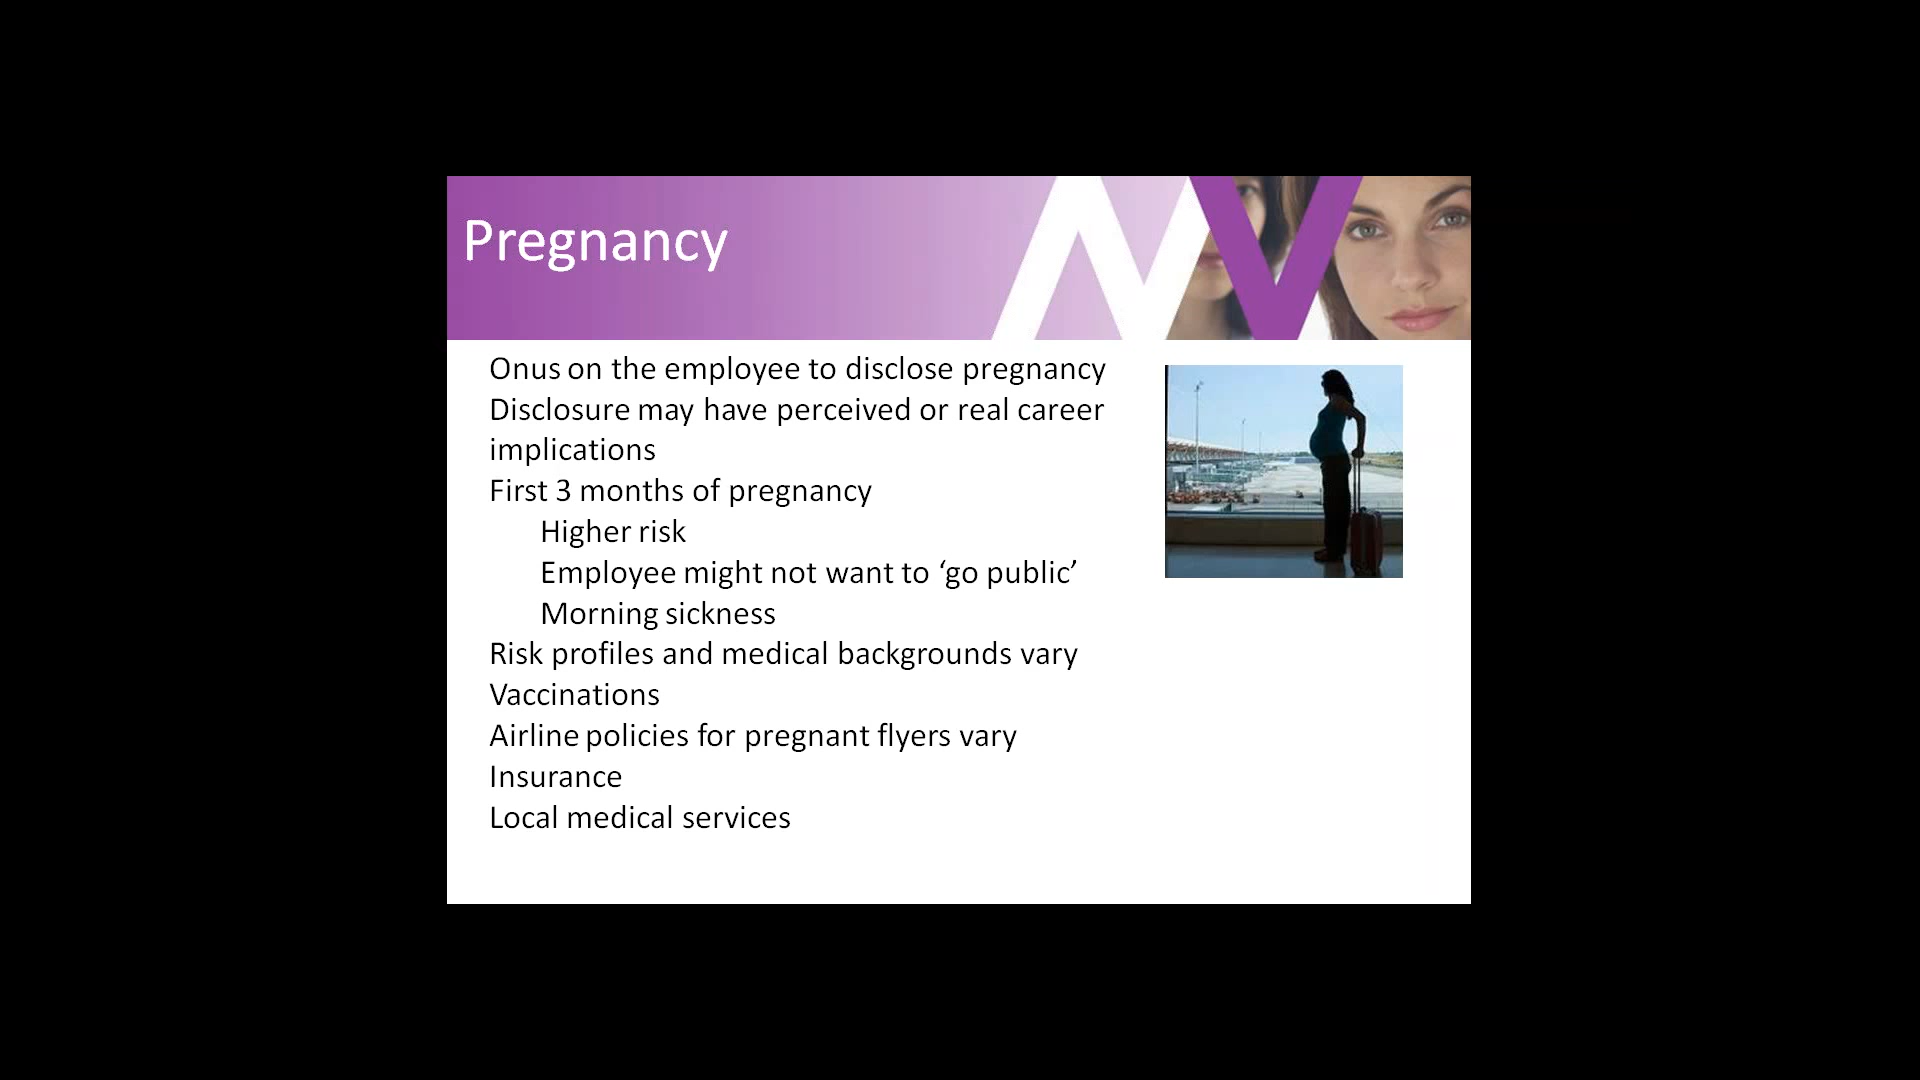 Pregnancy
Onus on the employee to disclose pregnancy
Disclosure may have perceived or real career
implications
First 3 months of pregnancy
Higher risk
Employee might not want to ‘go public’
Morning sickness
Risk profiles and medical backgrounds vary
Vaccinations
Airline policies for pregnant flyers vary
Insurance
Local medical services